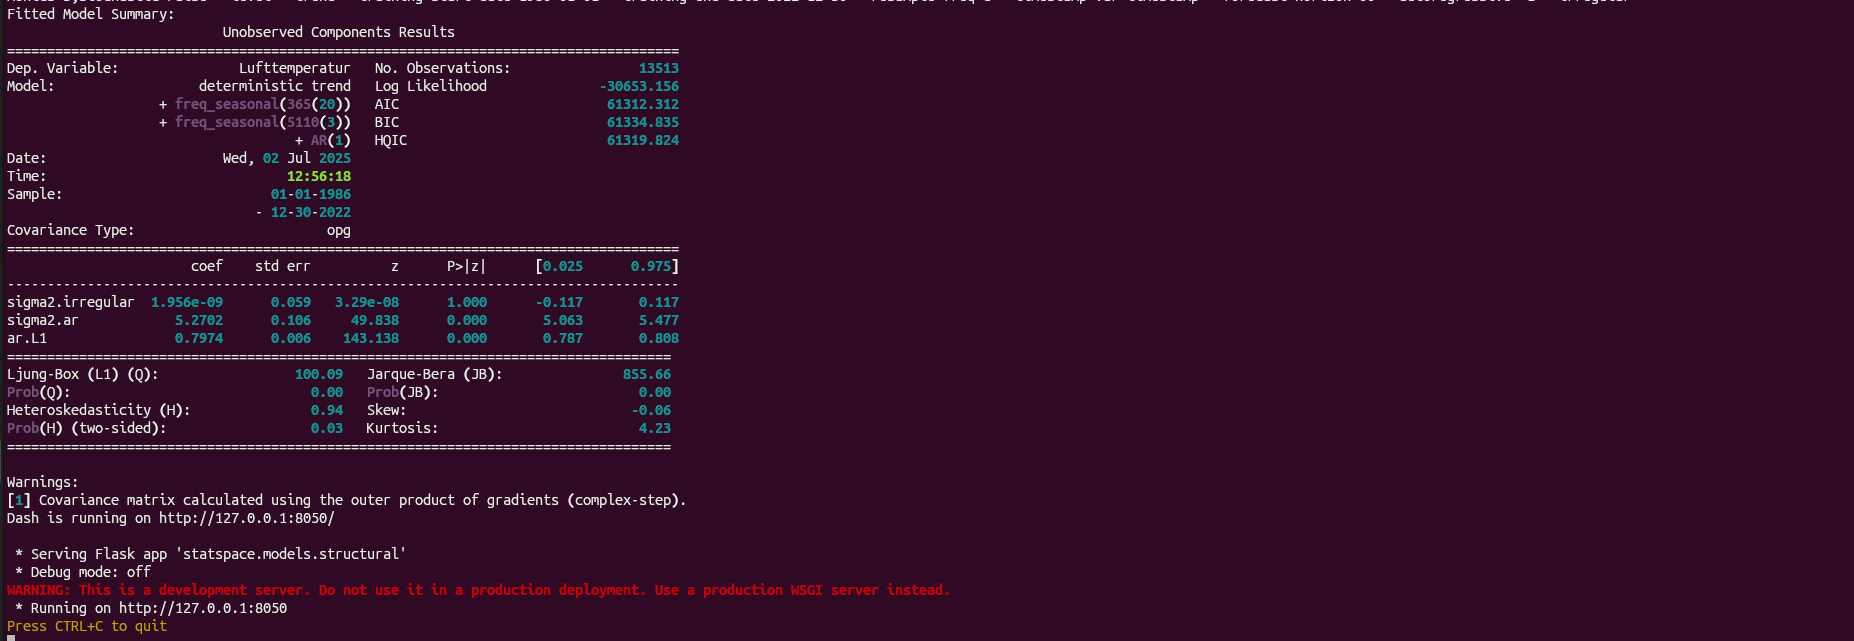 Fitted Model Summary:
Unobserved Components Results
====================================================================================
Dep. Variable: Lufttemperatur No. Observations: 13513
Model: deterministic trend Log Likelihood -30653.156
+ freq_seasonal(365(20)) AIC 61312.312
+ freq_seasonal(5110(3)) BIC 61334.835
+ AR(1) HQIC 61319.824
Date: Wed, 02 Jul 2025
Time: 12:56:18
Sample: 01-01-1986
- 12-30-2022
Covariance Type: opg
====================================================================================
coef std err z P>|z| [0.025 0.975]
------------------------------------------------------------------------------------
sigma2.irregular 1.956e-09 0.059 3.29e-08 1.000 -0.117 0.117
sigma2.ar 5.2702 0.106 49.838 0.000 5.063 5.477
ar.L1 0.7974 0.006 143.138 0.000 0.787 0.808
===================================================================================
Ljung-Box (L1) (Q): 100.09 Jarque-Bera (JB): 855.66
Prob(Q): 0.00 Prob(JB): 0.00
Heteroskedasticity (H): 0.94 Skew: -0.06
Prob(H) (two-sided): 0.03 Kurtosis: 4.23
===================================================================================
Warnings:
[1] Covariance matrix calculated using the outer product of gradients (complex-step).
Dash is running on http://127.0.0.1:8050/
* Serving Flask app 'statspace.models.structural'
* Debug mode: off
WARNING: This is a development server. Do not use it in a production deployment. Use a production WSGI server instead.
* Running on http://127.0.0.1:8050
Press CTRL+C to quit